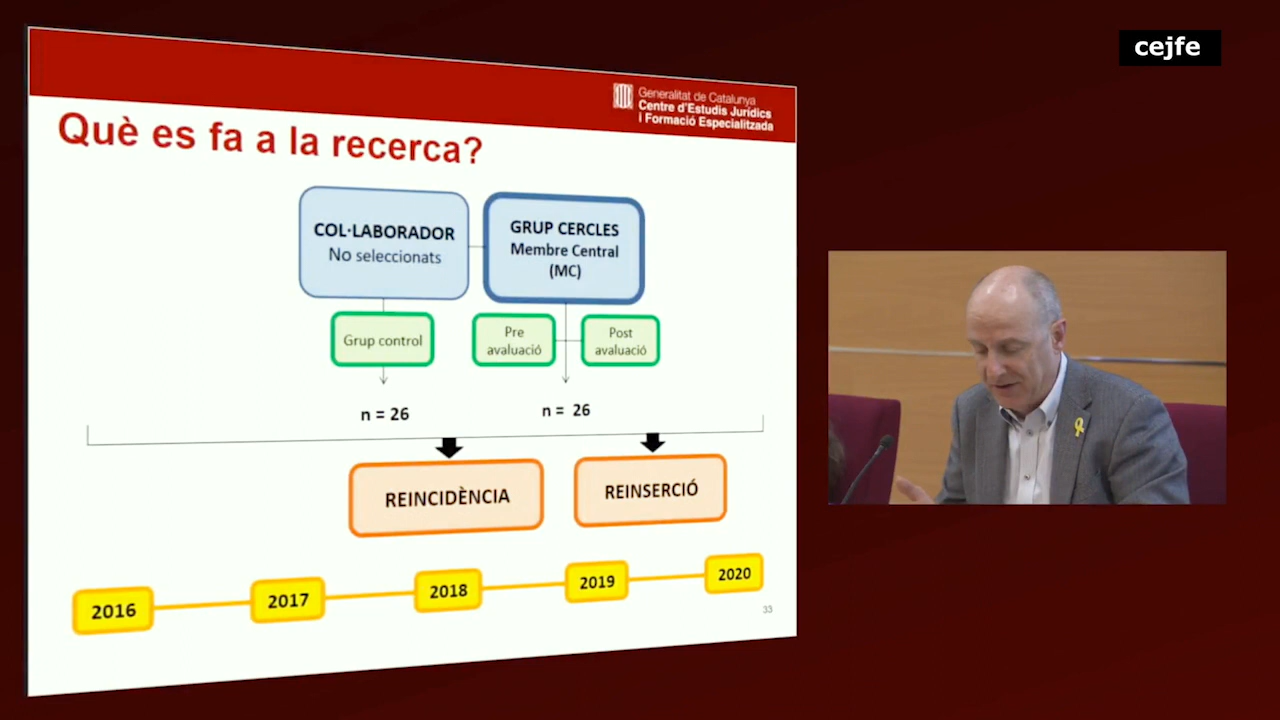 cejfe
Generalitat de Catalunya
Centre d'Estudis Jurídics
i Formació Especialitzada
Què es fa a la recerca?
COL·LABORADOR
No seleccionats
GRUP CERCLES
Membre Central
(MC)
Grup control
Pre
avaluació
Post
avaluació
n = 26
n = 26
REINCIDÈNCIA
REINSERCIÓ
2016
2017
2018
2019
2020
33